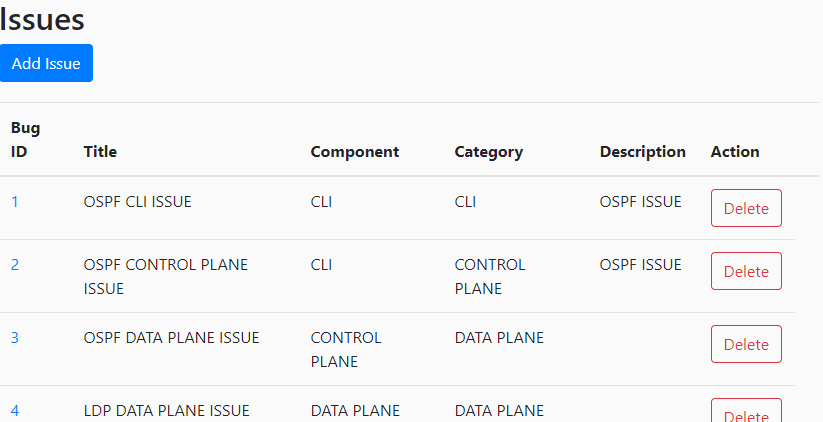 Issues
Add Issue
Bug
ID Title Component Category Description Action
1 OSPF CLI ISSUE CLI CLI OSPF ISSUE Delete
2 OSPF CONTROL PLANE CLI CONTROL OSPF ISSUE Delete
ISSUE PLANE
3 OSPF DATA PLANE ISSUE CONTROL DATA PLANE Delete
PLANE
4 LDP DATA PLANE ISSUE DATA PLANE DATA PLANE Delete